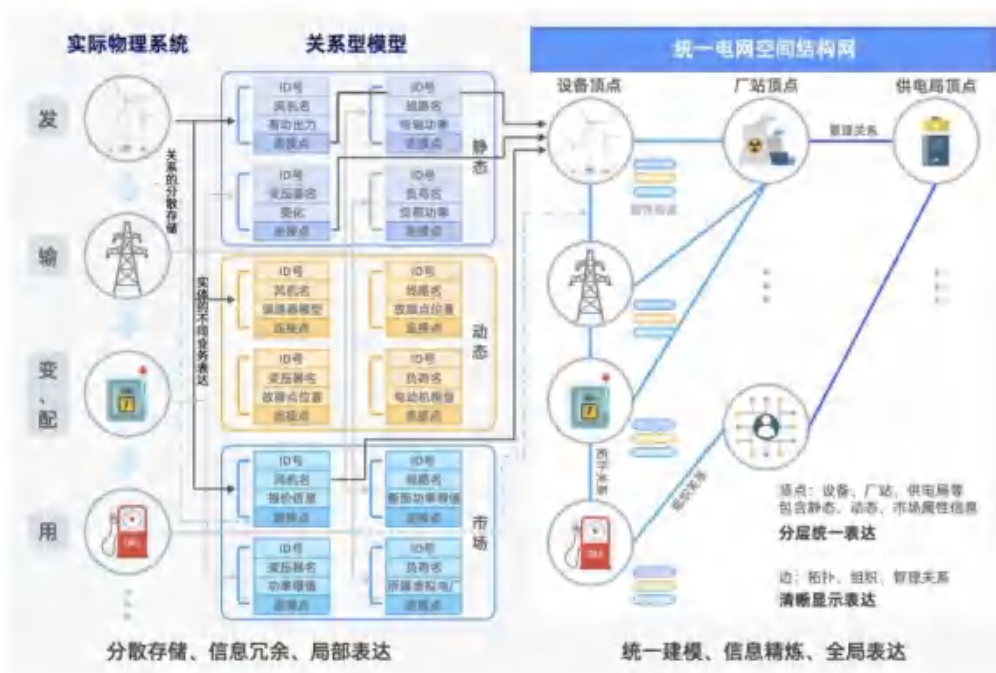 实际物理系统
关系型模型
统一电网空间结构网
设备顶点
厂站顶点
供电局顶点
发
输
变、配
用
关系的分散存储
实体的不同业务表达
ID号
风机名
有功出力
连接点
ID号
线路名
传输功率
连接点
静态
ID号
变压器名
变比
连接点
ID号
负荷名
负荷功率
连接点
ID号
风机名
调速器模型
连接点
ID号
线路名
故障点位置
连接点
动态
ID号
变压器名
故障点位置
连接点
ID号
负荷名
电动机模型
连接点
ID号
风机名
报价信息
连接点
ID号
线路名
断面功率限值
连接点
市场
ID号
变压器名
功率限值
连接点
ID号
负荷名
所属虚拟电厂
连接点
管理关系
组织关系
顶点：设备、厂站、供电局等
包含静态、动态、市场属性信息
分层统一表达
边：拓扑、组织、管理关系
清晰显示表达
分散存储、信息冗余、局部表达
统一建模、信息精炼、全局表达